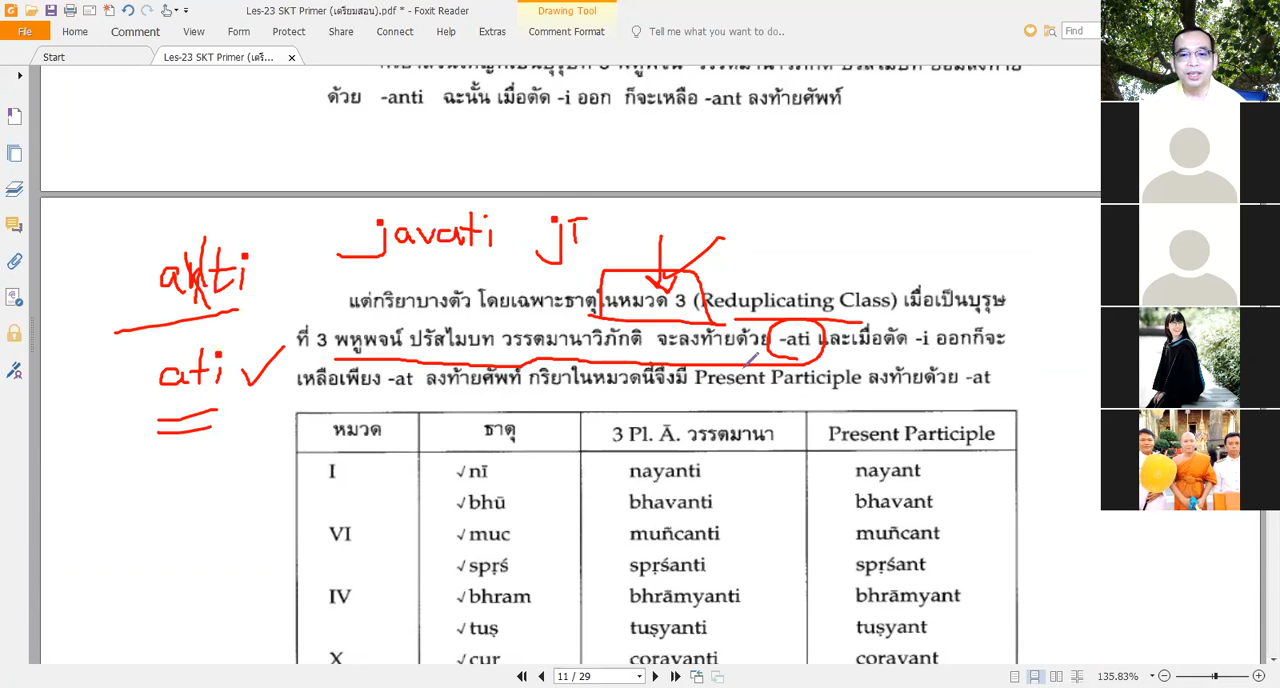 Les-23 SKT Primer (เตรียมสอน).pdf * - Foxit Reader
Drawing Tool
File Home Comment View Form Protect Share Connect Help Extras Comment Format Tell me what you want to do.. Find
Start Les-23 SKT Primer (เตรี...
ด้วย -anti ฉะนั้น เมื่อตัด -i ออก ก็จะเหลือ -ant ลงท้ายศัพท์
javati jī
anti
ati
แต่กริยาบางตัว โดยเฉพาะธาตุในหมวด 3 (Reduplicating Class) เมื่อเป็นบุรุษ
ที่ 3 พหูพจน์ ปรัสไมบท วรรตมานาวิภักติ จะลงท้ายด้วย -ati และเมื่อตัด -i ออกก็จะ
เหลือเพียง -at ลงท้ายศัพท์ กริยาในหมวดนี้จึงมี Present Participle ลงท้ายด้วย -at
หมวด ธาตุ 3 Pl. Ā. วรรตมานา Present Participle
I √nī nayanti nayant
√bhū bhavanti bhavant
VI √muc muñcanti muñcant
√spṛś spṛśanti spṛśant
IV √bhram bhrāmyanti bhrāmyant
√tuṣ tuṣyanti tuṣyant
X √cur corayanti corayant
11 / 29 135.83%